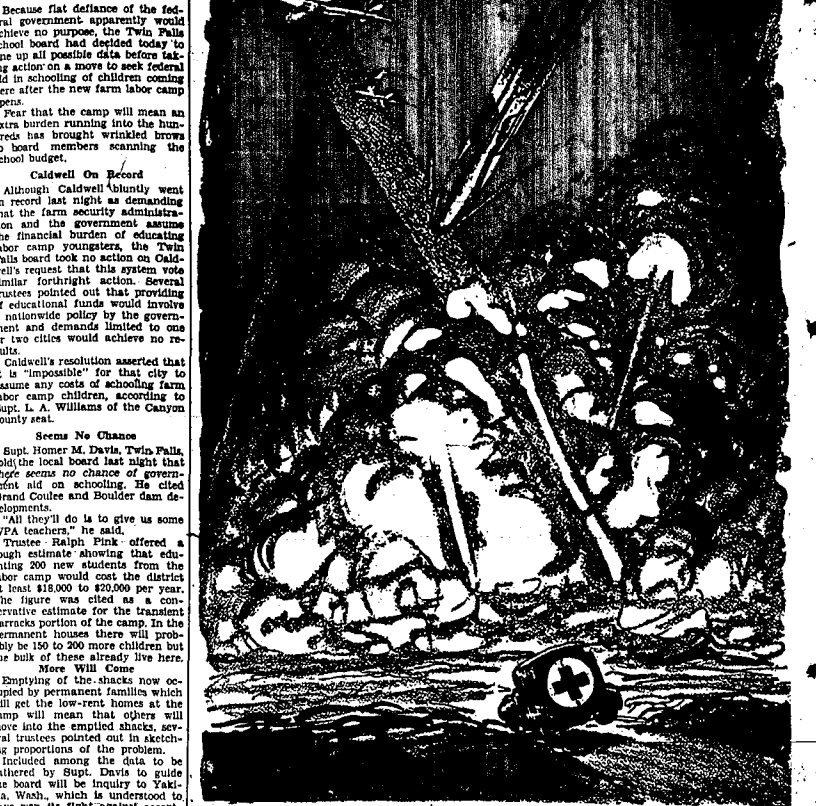 Because flat defiance of the fed-
ral government apparently would
chieve no purpose, the Twin Falls
chool board had decided today to
ne up all possible data before tak-
ng action on a move to seek federal
id in schooling of children coming
ere after the new farm labor camp
pens.
Fear that the camp will mean an
xtra burden running into the hun-
reds has brought wrinkled brows
o board members scanning the
chool budget.
Caldwell On Record
Although Caldwell bluntly went
n record last night as demanding
hat the farm security administra-
ion and the government assume
he financial burden of educating
abor camp youngsters, the Twin
alls board took no action on Cald-
ell's request that this system vote
imilar forthright action. Several
rustees pointed out that providing
f educational funds would involve
nationwide policy by the govern-
ment and demands limited to one
r two cities would achieve no re-
ults.
Caldwell's resolution asserted that
t is "impossible" for that city to
ssume any costs of schooling farm
abor camp children, according to
upt. L. A. Williams of the Canyon
ounty seat.
Seems No Chance
Supt. Homer M. Davis, Twin Falls,
old the local board last night that
here seems no chance of govern-
ent aid on schooling. He cited
rand Coulee and Boulder dam de-
elopments.
"All they'll do is to give us some
WPA teachers," he said.
Trustee Ralph Pink offered a
ough estimate showing that edu-
ating 200 new students from the
abor camp would cost the district
t least $18,000 to $20,000 per year.
he figure was cited as a con-
ervative estimate for the transient
arracks portion of the camp. In the
ermanent houses there will prob-
bly be 150 to 200 more children but
he bulk of these already live here.
More Will Come
Emptying of the shacks now oc-
upied by permanent families which
ill get the low-rent homes at the
amp will mean that others will
ove into the emptied shacks, sev-
ral trustees pointed out in sketch-
ng proportions of the problem.
Included among the data to be
athered by Supt. Davis to guide
he board will be inquiry to Yaki-
a, Wash., which is understood to